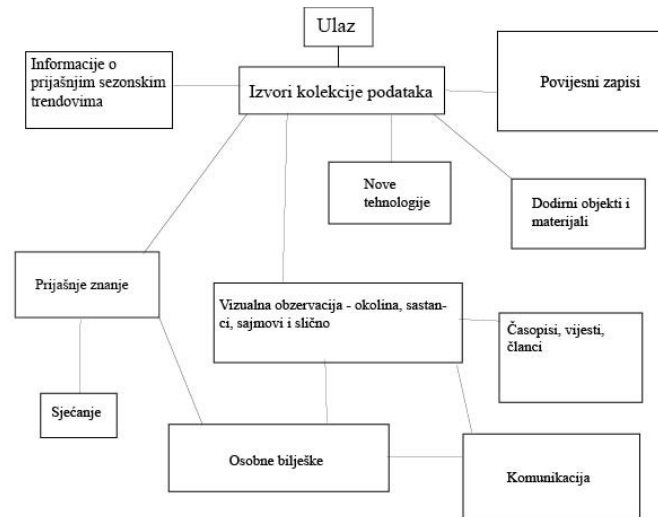 Ulaz
Informacije o
prijašnjim sezonskim
trendovima
Izvori kolekcije podataka
Povijesni zapisi
Nove
tehnologije
Dodirni objekti i
materijali
Prijašnje znanje
Vizualna obzervacija - okolina, sastan-
ci, sajmovi i slično
Časopisi, vijesti,
članci
Sjećanje
Osobne bilješke
Komunikacija